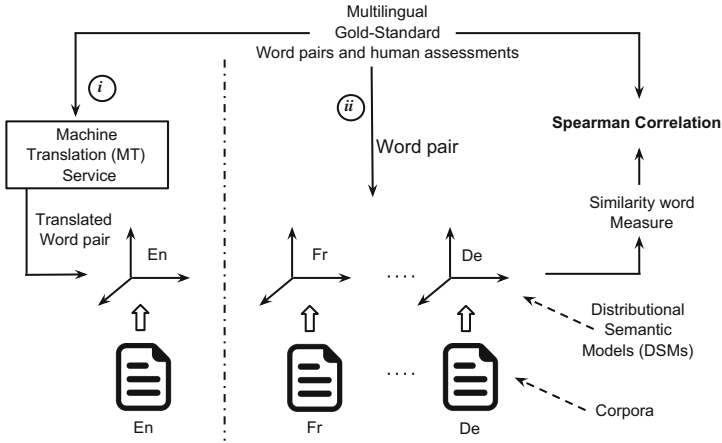 Multilingual
Gold-Standard
Word pairs and human assessments
i
ii
Machine
Translation (MT)
Service
Word pair
Spearman Correlation
Translated
Word pair
Similarity word
Measure
En
Fr
....
De
Distributional
Semantic
Models (DSMs)
....
Corpora
En
Fr
De